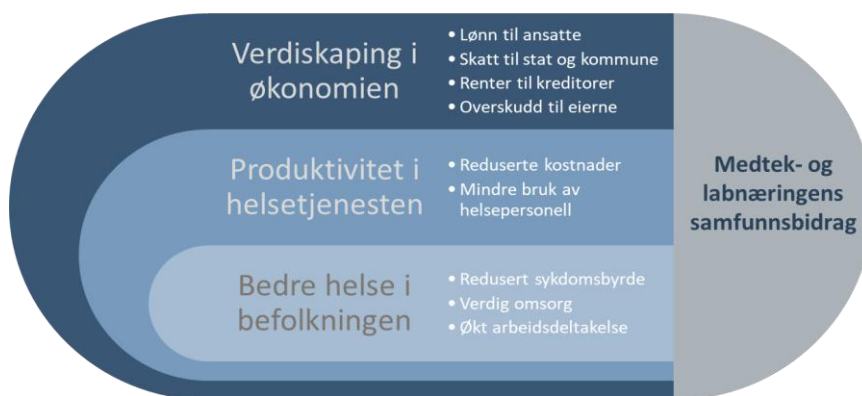 Verdiskaping i
økonomien
• Lønn til ansatte
• Skatt til stat og kommune
• Renter til kreditorer
• Overskudd til eierne
Produktivitet i
helsetjenesten
• Reduserte kostnader
• Mindre bruk av
helsepersonell
Bedre helse i
befolkningen
• Redusert sykdomsbyrde
• Verdig omsorg
• Økt arbeidsdeltakelse
Medtek- og
labnæringens
samfunnsbidrag